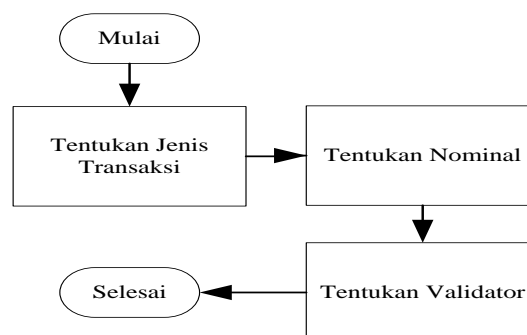 Mulai
Tentukan Jenis
Transaksi
Tentukan Nominal
Tentukan Validator
Selesai